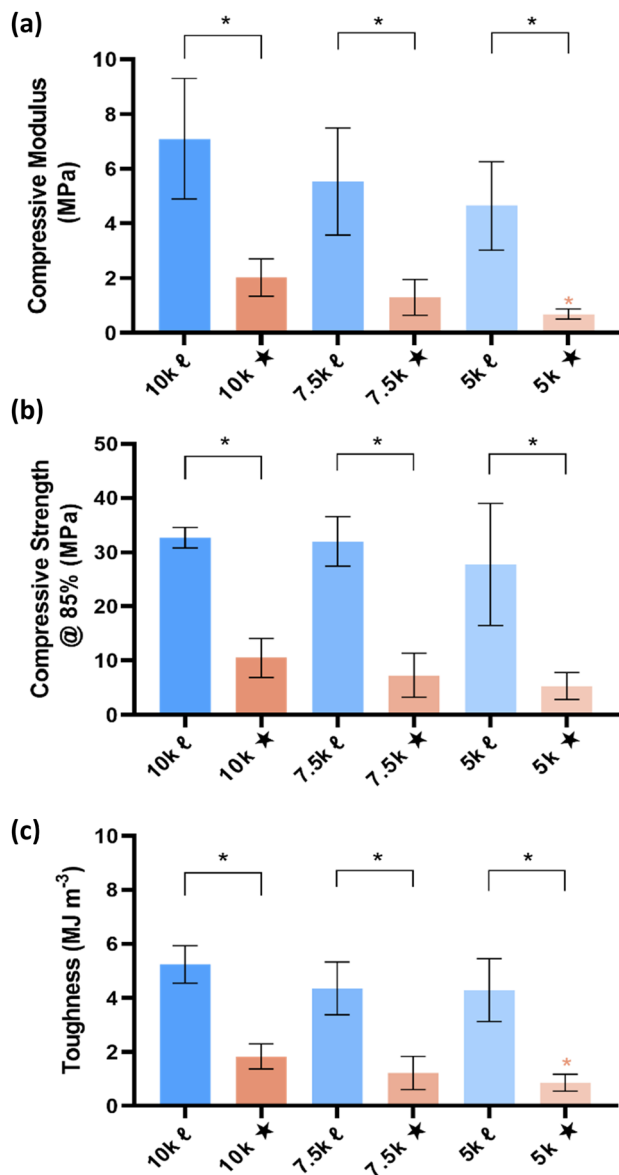 (a)
* * *
Compressive Modulus
(MPa)
10
8
6
4
2
0
*
10k ℓ
10k ★
7.5k ℓ
7.5k ★
5k ℓ
5k ★
(b)
* * *
Compressive Strength
@ 85% (MPa)
50
40
30
20
10
0
10k ℓ
10k ★
7.5k ℓ
7.5k ★
5k ℓ
5k ★
(c)
* * *
Toughness (MJ m⁻³)
10
8
6
4
2
0
*
10k ℓ
10k ★
7.5k ℓ
7.5k ★
5k ℓ
5k ★